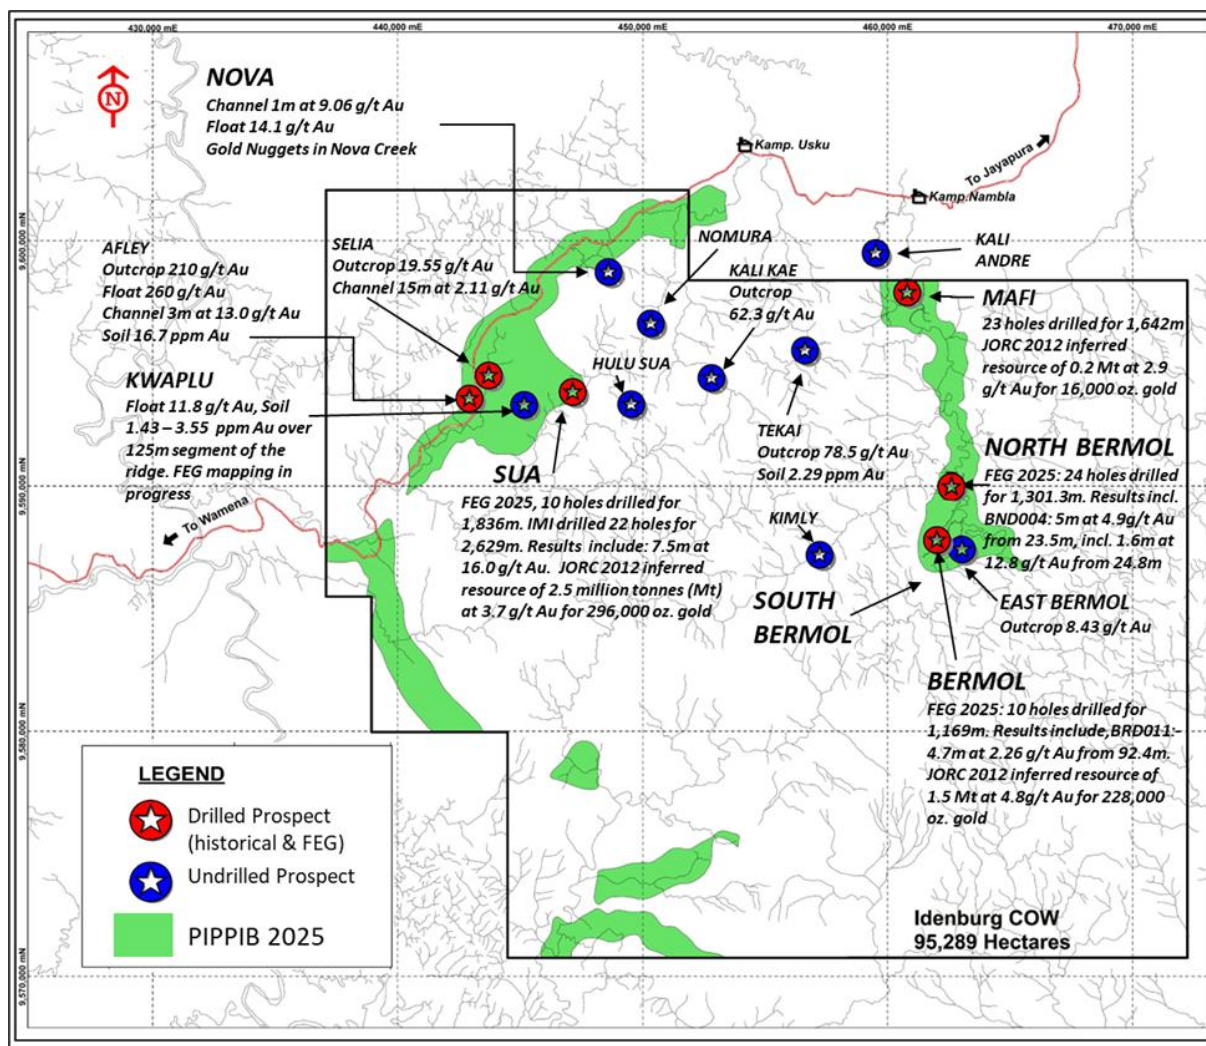 430,000 mE
440,000 mE
450,000 mE
460,000 mE
470,000 mE
9,600,000 mN
9,590,000 mN
9,580,000 mN
9,570,000 mN
N
NOVA
Channel 1m at 9.06 g/t Au
Float 14.1 g/t Au
Gold Nuggets in Nova Creek
Kamp. Usku
To Jayapura
Kamp.Nambla
AFLEY
Outcrop 210 g/t Au
Float 260 g/t Au
Channel 3m at 13.0 g/t Au
Soil 16.7 ppm Au
SELIA
Outcrop 19.55 g/t Au
Channel 15m at 2.11 g/t Au
NOMURA
KALI KAE
Outcrop
62.3 g/t Au
KALI
ANDRE
MAFI
23 holes drilled for 1,642m
JORC 2012 inferred
resource of 0.2 Mt at 2.9
g/t Au for 16,000 oz. gold
KWAPLU
Float 11.8 g/t Au, Soil
1.43 – 3.55 ppm Au over
125m segment of the
ridge. FEG mapping in
progress
HULU SUA
TEKAI
Outcrop 78.5 g/t Au
Soil 2.29 ppm Au
SUA
FEG 2025, 10 holes drilled for
1,836m. IMI drilled 22 holes for
2,629m. Results include: 7.5m at
16.0 g/t Au. JORC 2012 inferred
resource of 2.5 million tonnes (Mt)
at 3.7 g/t Au for 296,000 oz. gold
NORTH BERMOL
FEG 2025: 24 holes drilled
for 1,301.3m. Results incl.
BND004: 5m at 4.9g/t Au
from 23.5m, incl. 1.6m at
12.8 g/t Au from 24.8m
To Wamena
KIMLY
SOUTH
BERMOL
EAST BERMOL
Outcrop 8.43 g/t Au
BERMOL
FEG 2025: 10 holes drilled for
1,169m. Results include,BRD011:-
4.7m at 2.26 g/t Au from 92.4m.
JORC 2012 inferred resource of
1.5 Mt at 4.8g/t Au for 228,000
oz. gold
LEGEND
Drilled Prospect
(historical & FEG)
Undrilled Prospect
PIPPIB 2025
Idenburg COW
95,289 Hectares